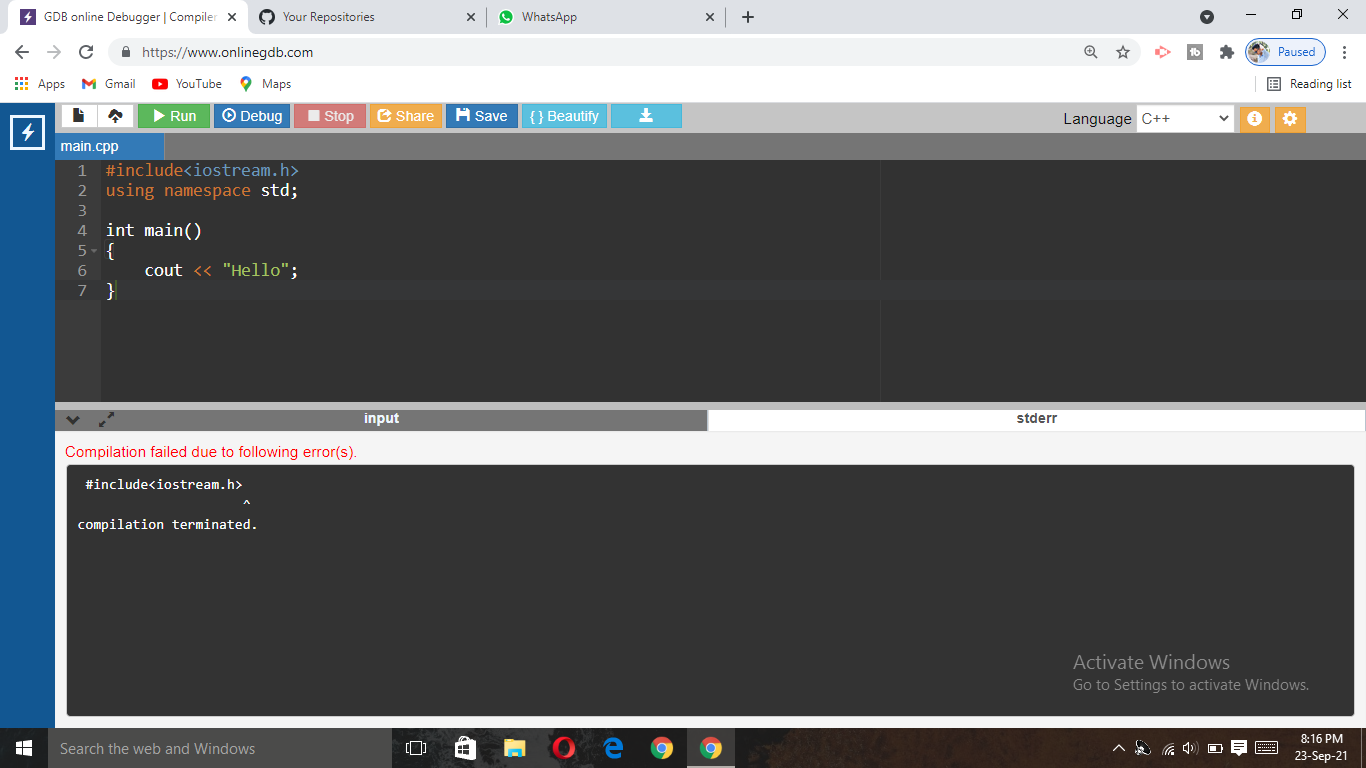 GDB online Debugger | Compiler
Your Repositories
WhatsApp
https://www.onlinegdb.com
Paused
Apps
Gmail
YouTube
Maps
Reading list
Run
Debug
Stop
Share
Save
{ } Beautify
Language
C++
main.cpp
1 #include<iostream.h>
2 using namespace std;
3
4 int main()
5 {
6     cout << "Hello";
7 }
input
stderr
Compilation failed due to following error(s).
#include<iostream.h>
^
compilation terminated.
Activate Windows
Go to Settings to activate Windows.
Search the web and Windows
8:16 PM
23-Sep-21